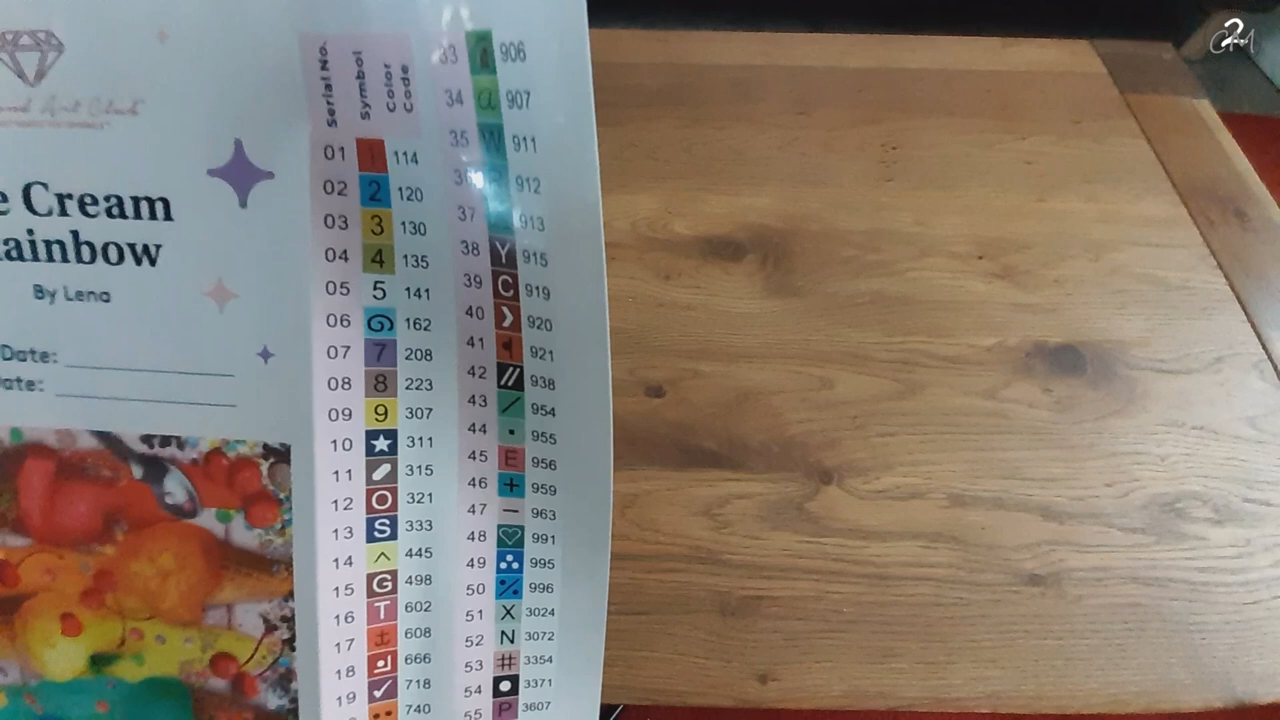 e Cream
ainbow
By Lena
Date:
ate:
Serial No. Symbol Color Code
01 114
02 2 120
03 3 130
04 4 135
05 5 141
06 162
07 7 208
08 8 223
09 9 307
10 ★ 311
11 315
12 O 321
13 S 333
14 ^ 445
15 G 498
16 T 602
17 608
18 666
19 ✓ 718
740
33 906
34 a 907
35 W 911
912
37 913
38 Y 915
39 C 919
40 ❯ 920
41 921
42 // 938
43 / 954
44 ▪ 955
45 E 956
46 + 959
47 — 963
48 ♡ 991
49 995
50 % 996
51 X 3024
52 N 3072
53 # 3354
54 ● 3371
55 P 3607
CM